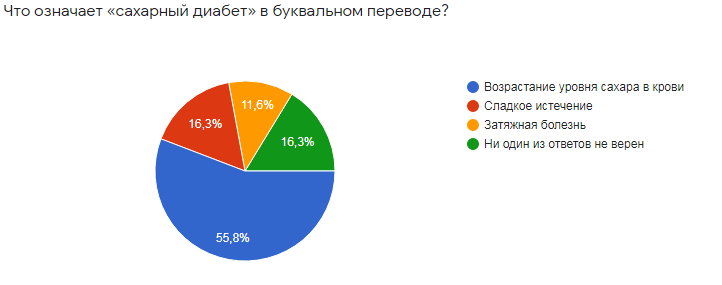 Что означает «сахарный диабет» в буквальном переводе?
Возрастание уровня сахара в крови
Сладкое истечение
Затяжная болезнь
Ни один из ответов не верен
11,6%
16,3%
16,3%
55,8%